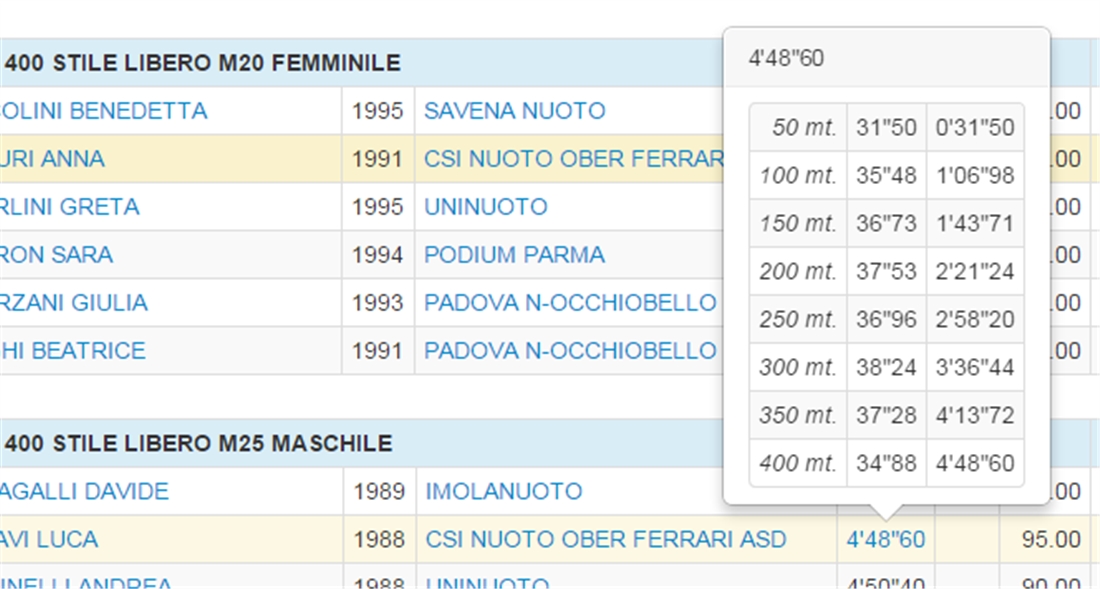 400 STILE LIBERO M20 FEMMINILE
OLINI BENEDETTA 1995 SAVENA NUOTO .00
URI ANNA 1991 CSI NUOTO OBER FERRAR .00
RLINI GRETA 1995 UNINUOTO .00
RON SARA 1994 PODIUM PARMA .00
RZANI GIULIA 1993 PADOVA N-OCCHIOBELLO .00
HI BEATRICE 1991 PADOVA N-OCCHIOBELLO .00
4'48"60
50 mt. 31"50 0'31"50
100 mt. 35"48 1'06"98
150 mt. 36"73 1'43"71
200 mt. 37"53 2'21"24
250 mt. 36"96 2'58"20
300 mt. 38"24 3'36"44
350 mt. 37"28 4'13"72
400 mt. 34"88 4'48"60
400 STILE LIBERO M25 MASCHILE
AGALLI DAVIDE 1989 IMOLANUOTO .00
AVI LUCA 1988 CSI NUOTO OBER FERRARI ASD 4'48"60 95.00
INELLI ANDREA 1988 UNINUOTO 4'50"40 90.00